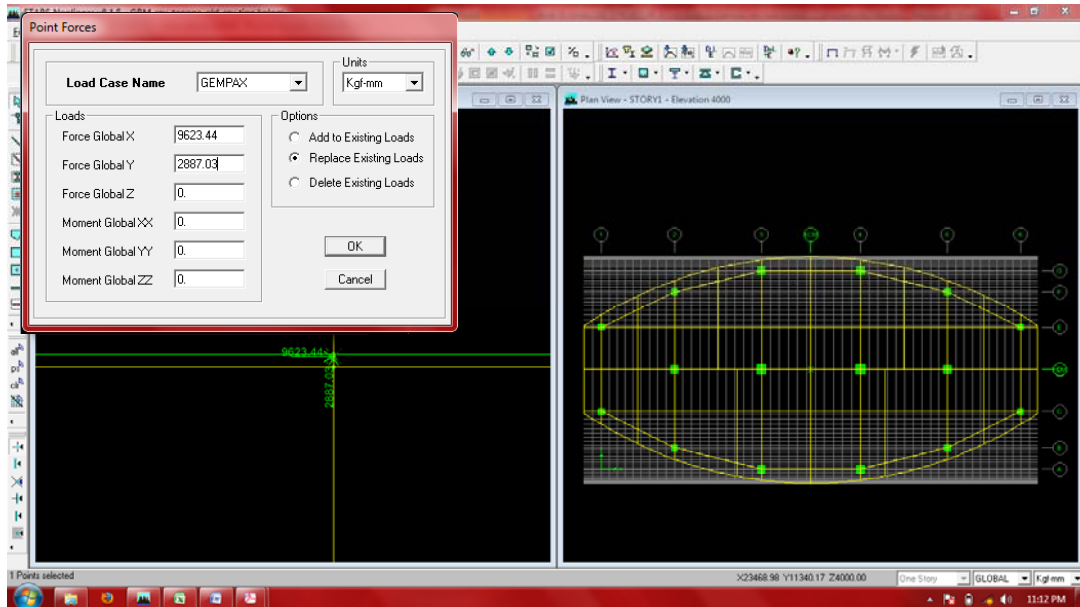 Point Forces
Load Case Name
GEMPAX
Units
Kgf-mm
Loads
Force Global X
9623.44
Force Global Y
2887.03
Force Global Z
0.
Moment Global XX
0.
Moment Global YY
0.
Moment Global ZZ
0.
Options
Add to Existing Loads
Replace Existing Loads
Delete Existing Loads
OK
Cancel
Plan View - STORY1 - Elevation 4000
9623.44
2887.03
1 Points selected
X23468.98 Y11340.17 Z4000.00
One Story
GLOBAL
Kgf-mm
11:12 PM